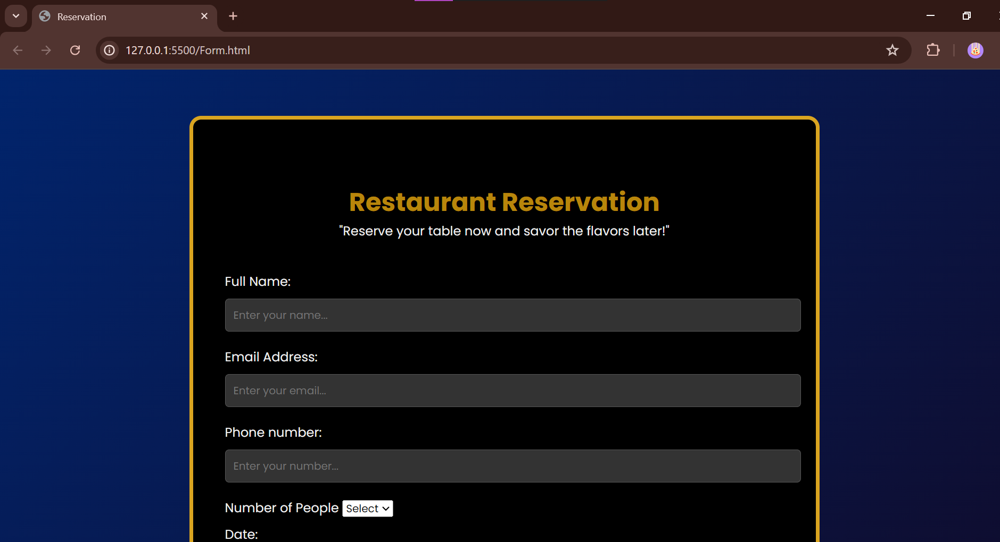 Reservation
127.0.0.1:5500/Form.html
Restaurant Reservation
"Reserve your table now and savor the flavors later!"
Full Name:
Enter your name...
Email Address:
Enter your email...
Phone number:
Enter your number...
Number of People Select
Date: